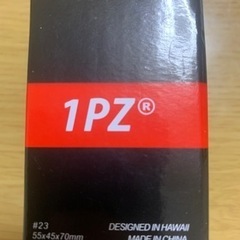 1PZ®
#23
55x45x70mm
DESIGNED IN HAWAII
MADE IN CHINA